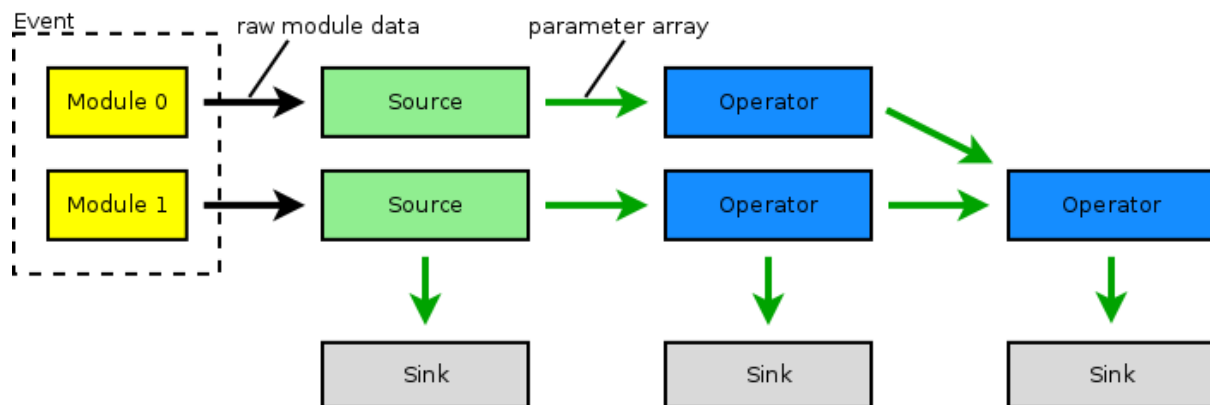 Event
raw module data
parameter array
Module 0
Source
Operator
Module 1
Source
Operator
Operator
Sink
Sink
Sink